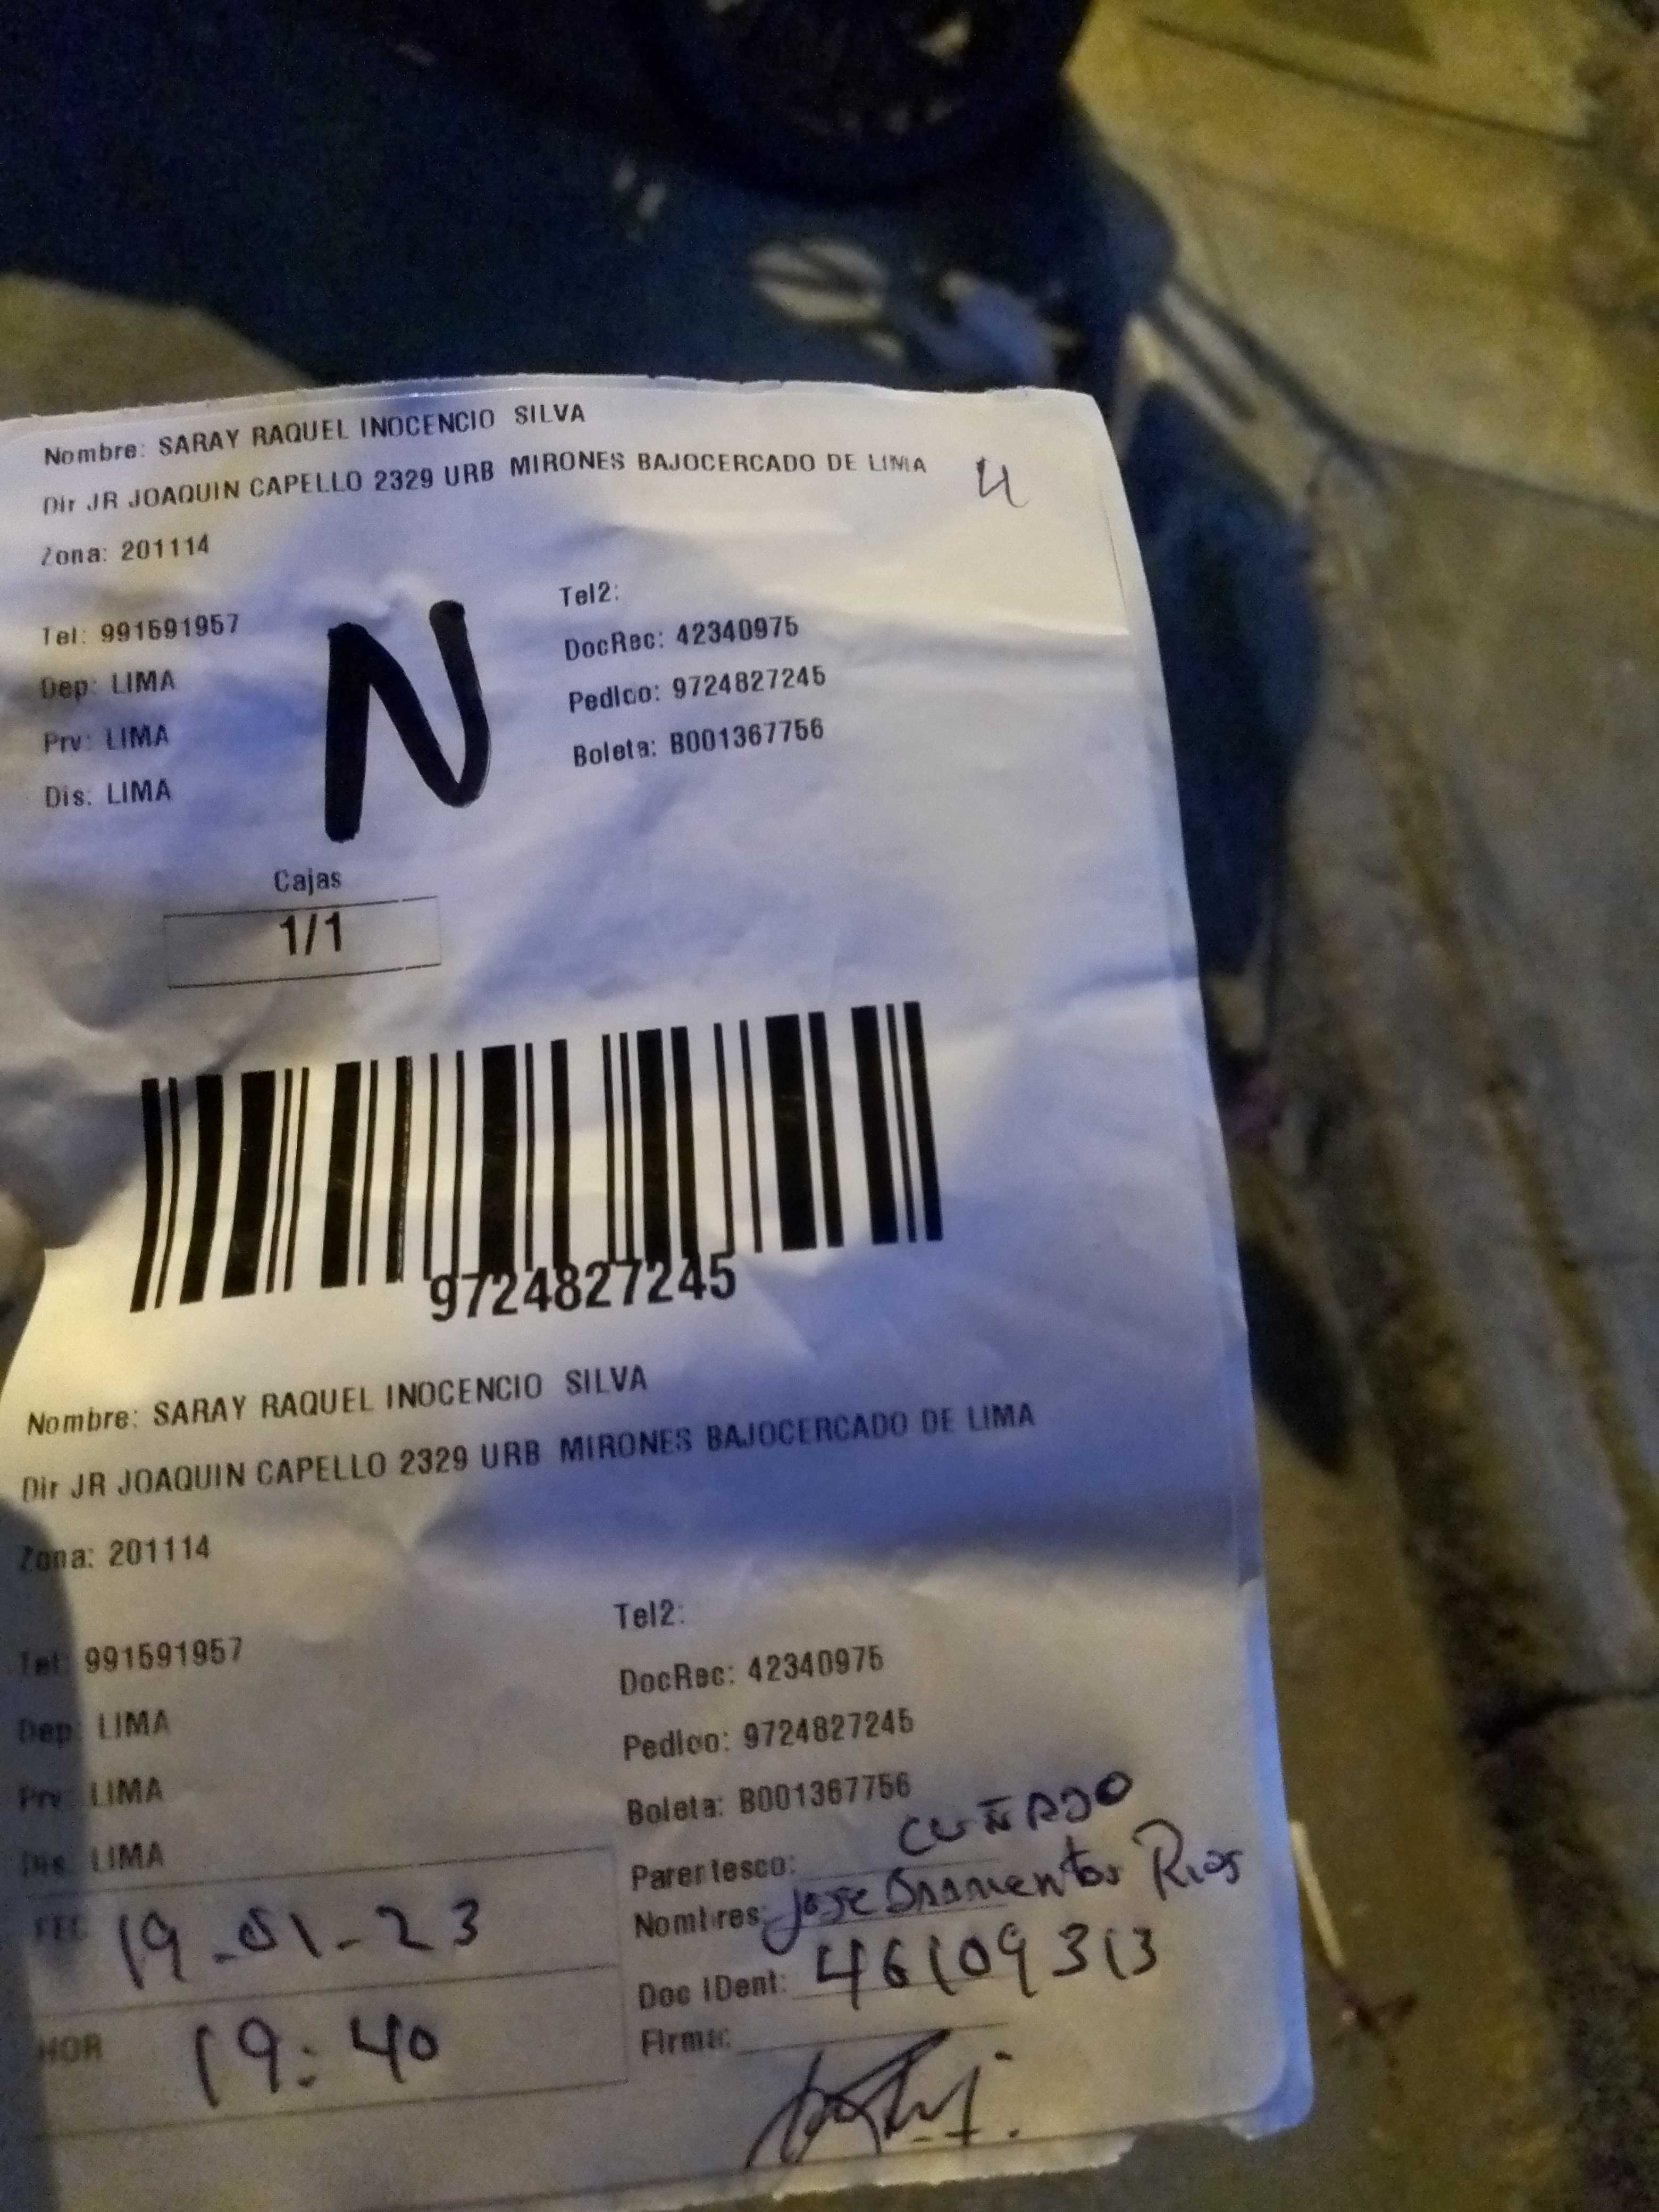 Nombre: SARAY RAQUEL INOCENCIO SILVA
Dir JR JOAQUIN CAPELLO 2329 URB MIRONES BAJOCERCADO DE LIMA
Zona: 201114
Tel2:
Tel: 991591957
DocRec: 42340975
Dep: LIMA
N
Pedido: 9724827245
Prv: LIMA
Boleta: B001367756
Dis: LIMA
Cajas
1/1
9724827245
Nombre: SARAY RAQUEL INOCENCIO SILVA
Dir JR JOAQUIN CAPELLO 2329 URB MIRONES BAJOCERCADO DE LIMA
Zona: 201114
Tel2:
Tel: 991591957
DocRec: 42340975
Dep: LIMA
Pedido: 9724827245
Prv: LIMA
Boleta: B001367756
Dis: LIMA
Parentesco: CUÑADO
FEC 19-01-23
Nombres: Jose Rios
Doc IDent: 46109313
HOR 19:40
Firma: